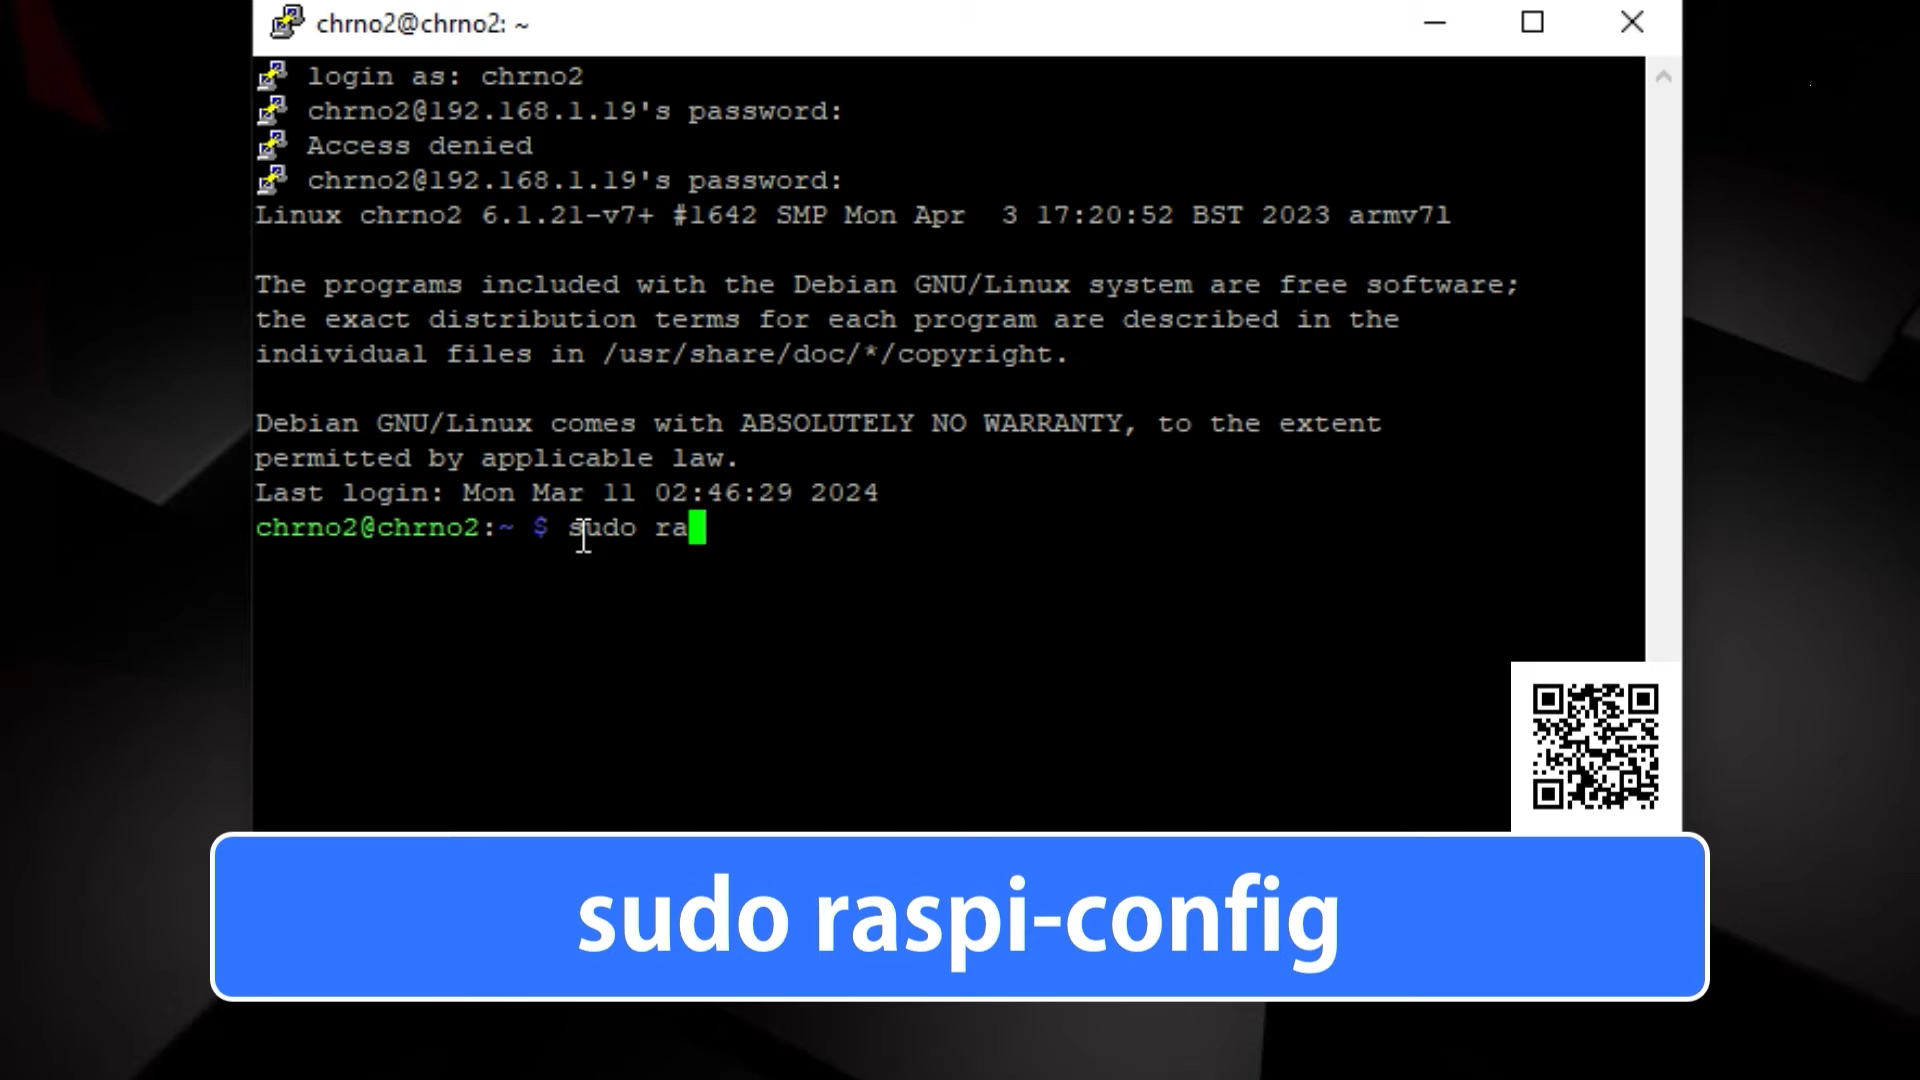 chrno2@chrno2: ~
login as: chrno2
chrno2@192.168.1.19's password:
Access denied
chrno2@192.168.1.19's password:
Linux chrno2 6.1.21-v7+ #1642 SMP Mon Apr  3 17:20:52 BST 2023 armv7l
The programs included with the Debian GNU/Linux system are free software;
the exact distribution terms for each program are described in the
individual files in /usr/share/doc/*/copyright.
Debian GNU/Linux comes with ABSOLUTELY NO WARRANTY, to the extent
permitted by applicable law.
Last login: Mon Mar 11 02:46:29 2024
chrno2@chrno2:~ $ sudo ra
sudo raspi-config